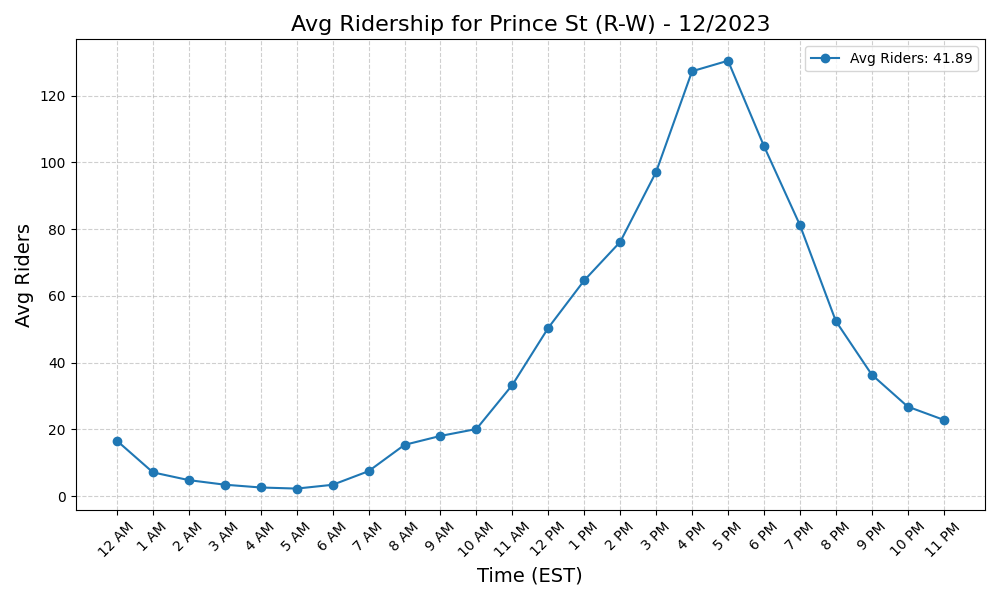 Avg Ridership for Prince St (R-W) - 12/2023
Avg Riders: 41.89
Avg Riders
120
100
80
60
40
20
0
12 AM
1 AM
2 AM
3 AM
4 AM
5 AM
6 AM
7 AM
8 AM
9 AM
10 AM
11 AM
12 PM
1 PM
2 PM
3 PM
4 PM
5 PM
6 PM
7 PM
8 PM
9 PM
10 PM
11 PM
Time (EST)